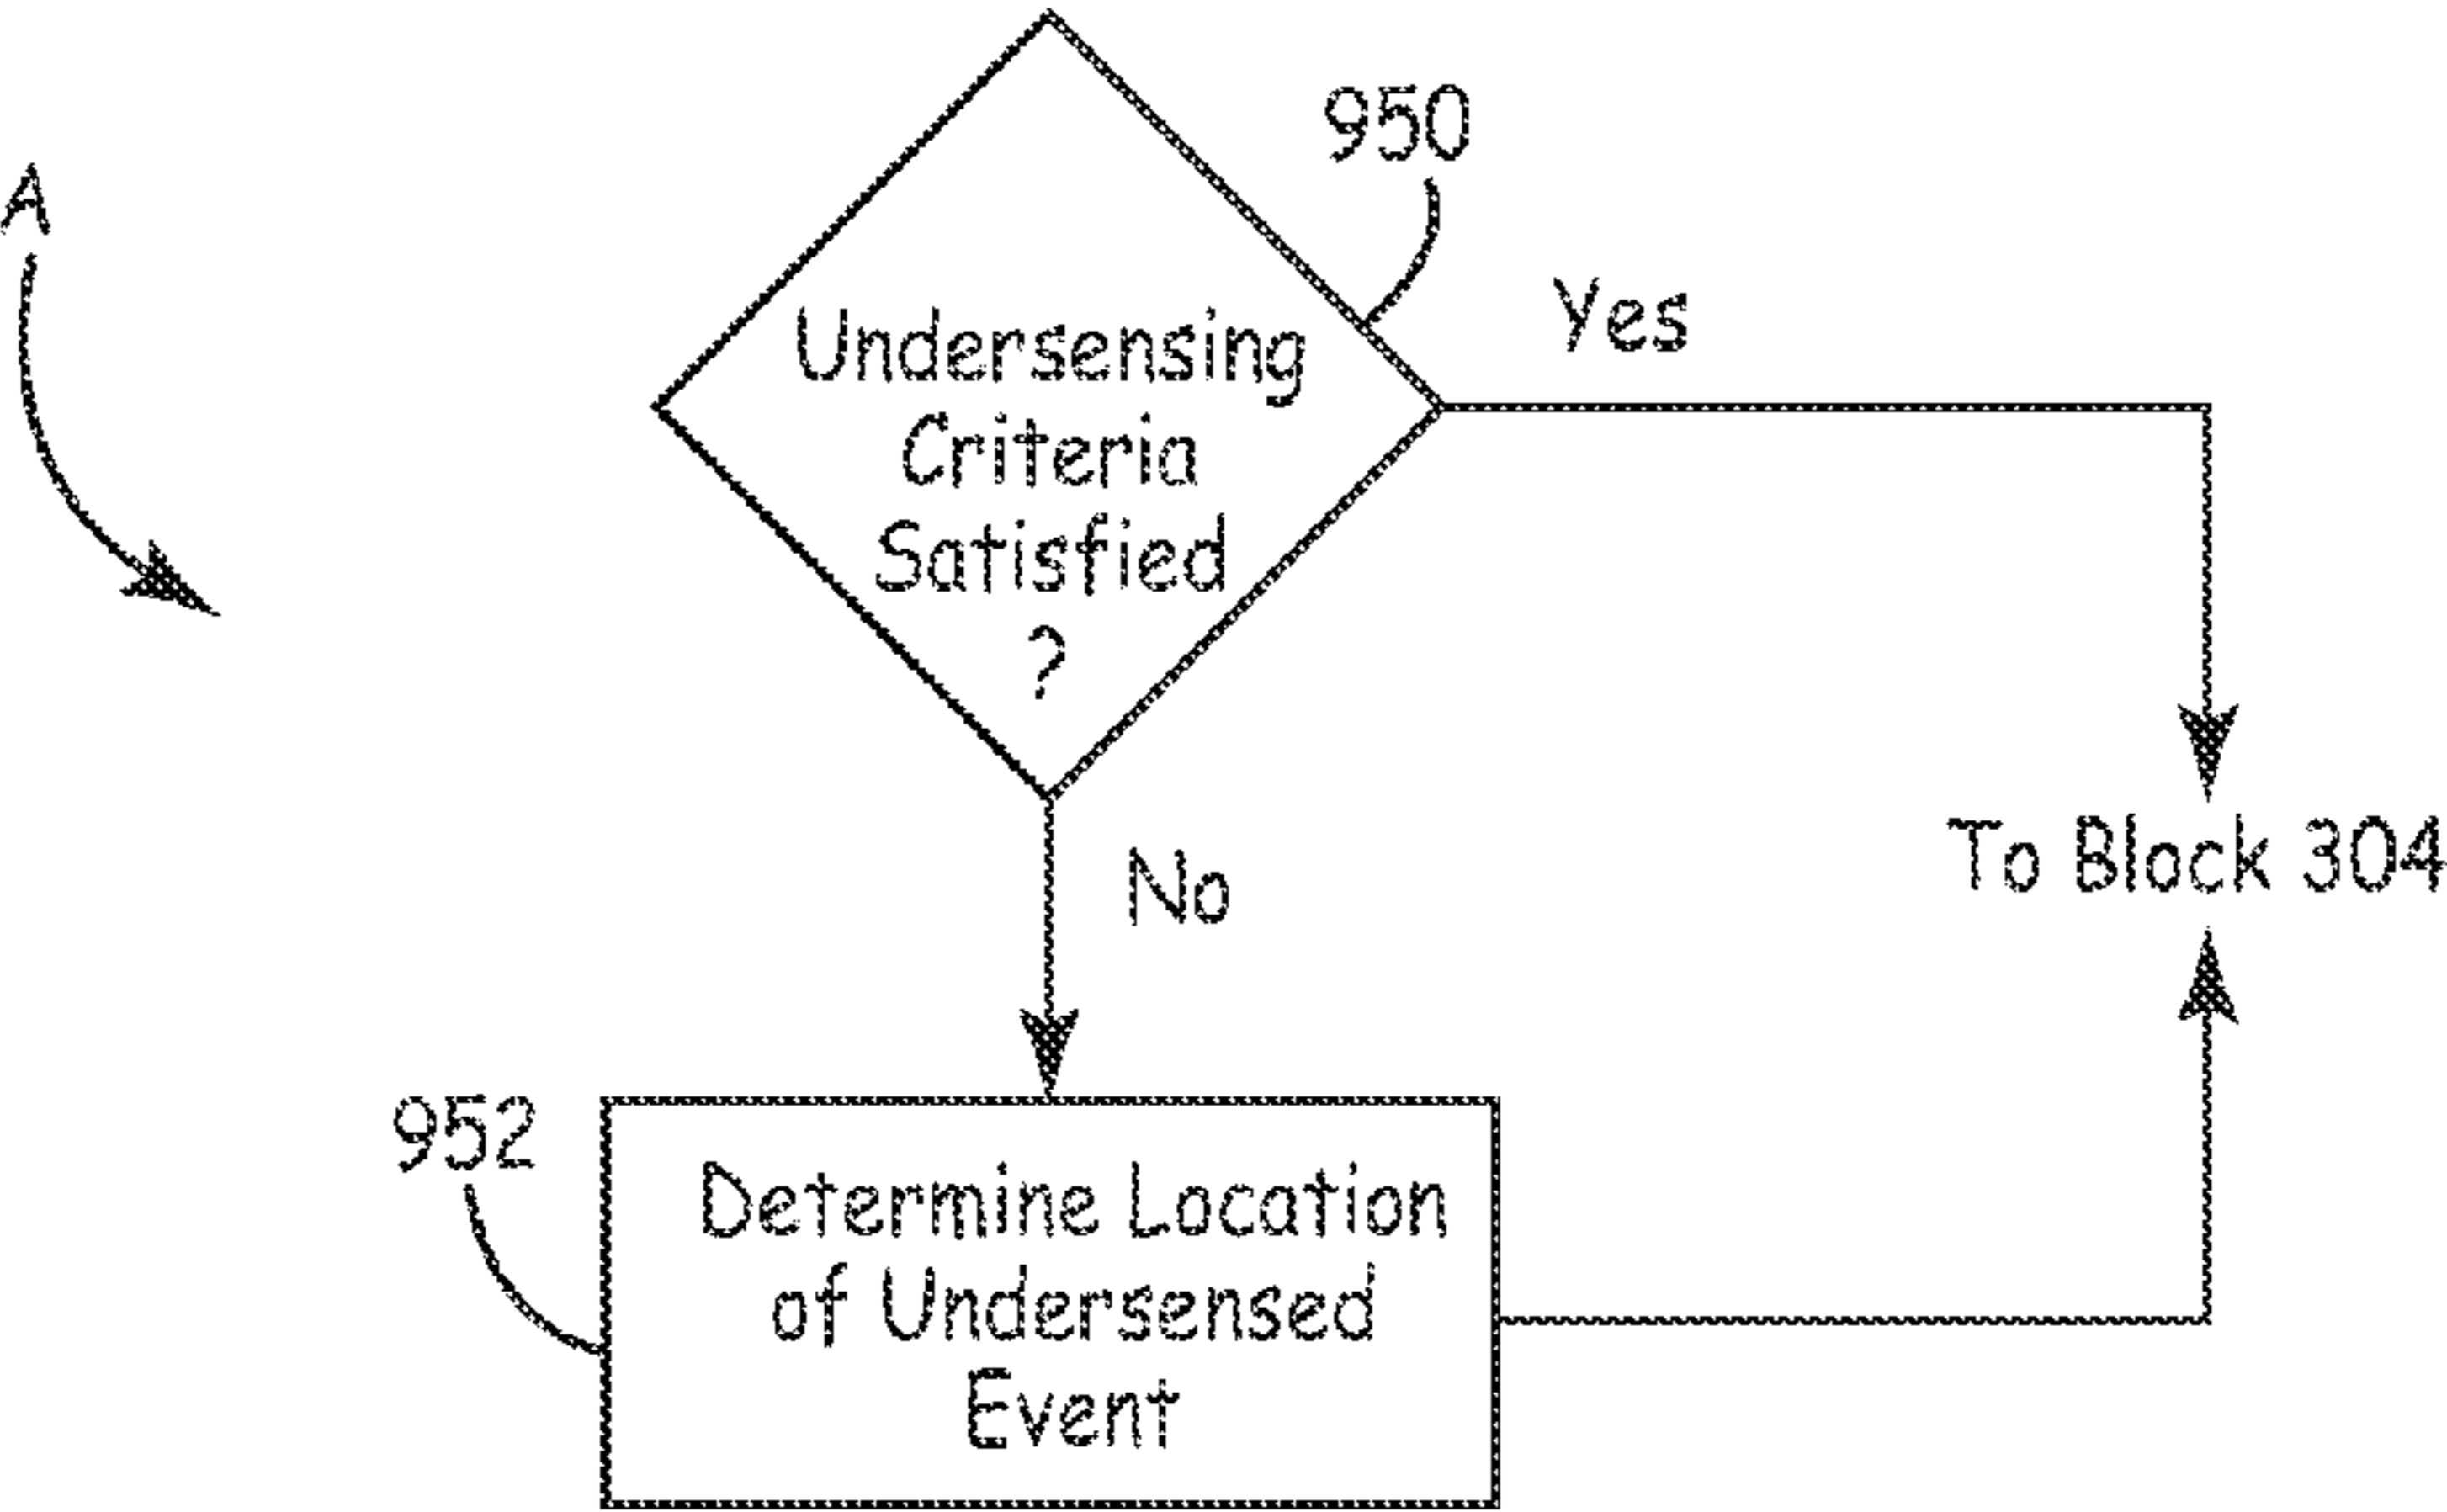 A
950
Undersensing
Criteria
Satisfied
?
Yes
No
To Block 304
952
Determine Location
of Undersensed
Event